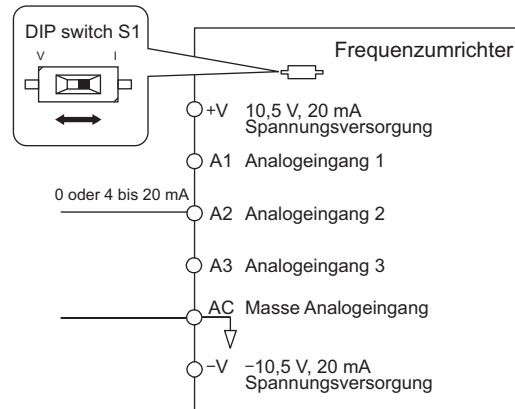 DIP switch S1
V I
Frequenzumrichter
+V 10,5 V, 20 mA
Spannungsversorgung
A1 Analogeingang 1
0 oder 4 bis 20 mA
A2 Analogeingang 2
A3 Analogeingang 3
AC Masse Analogeingang
−V −10,5 V, 20 mA
Spannungsversorgung